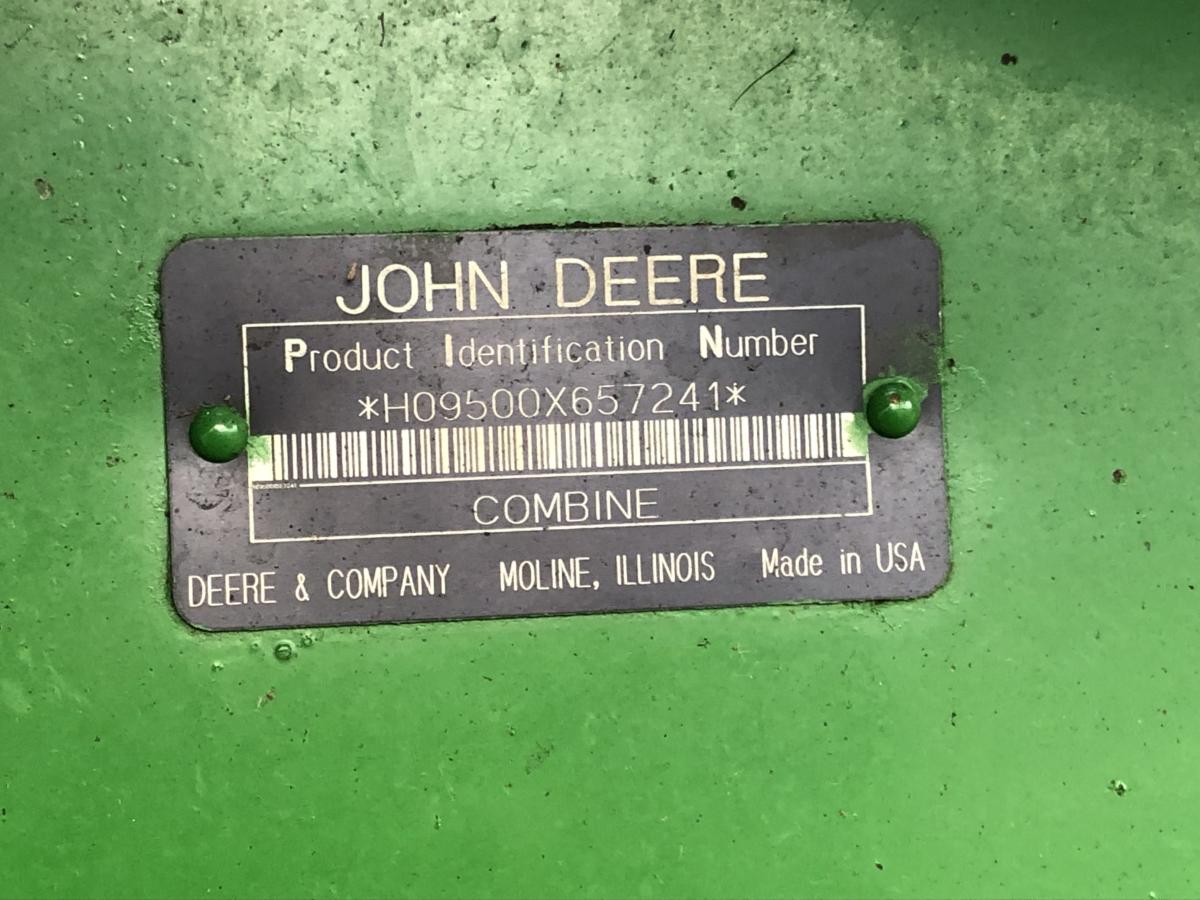 JOHN DEERE
Product Identification Number
*H09500X657241*
COMBINE
DEERE & COMPANY MOLINE, ILLINOIS Made in USA